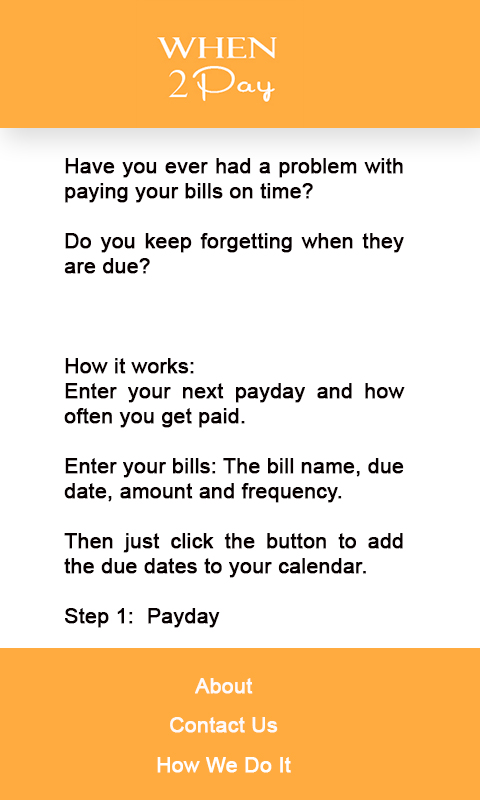 WHEN
2 Pay
Have you ever had a problem with
paying your bills on time?
Do you keep forgetting when they
are due?
How it works:
Enter your next payday and how
often you get paid.
Enter your bills: The bill name, due
date, amount and frequency.
Then just click the button to add
the due dates to your calendar.
Step 1: Payday
About
Contact Us
How We Do It